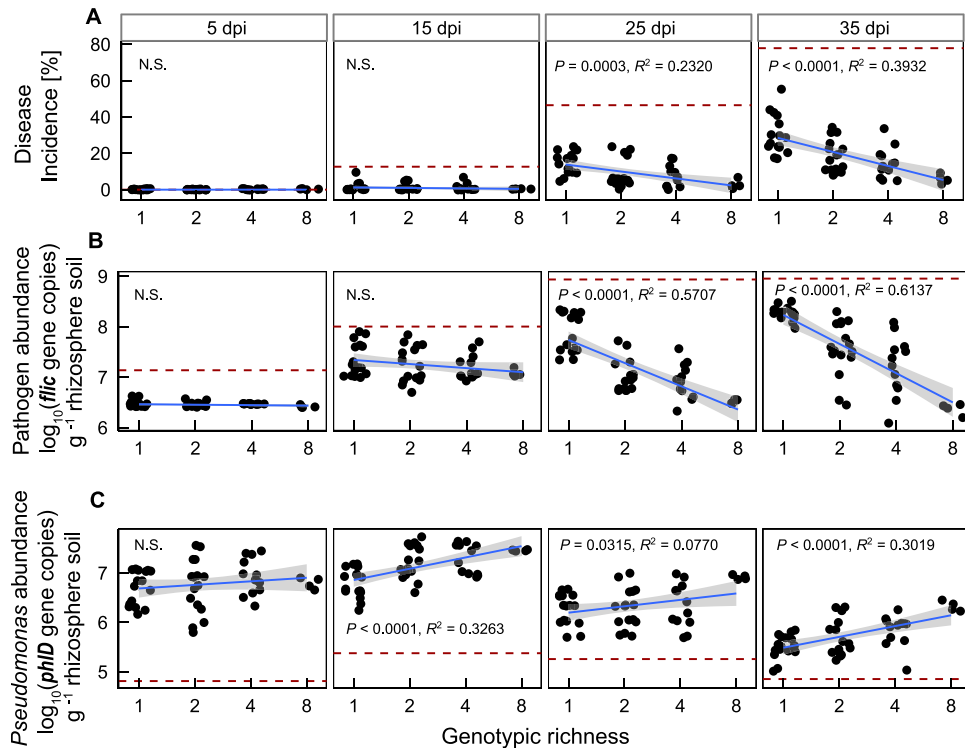 A
5 dpi
15 dpi
25 dpi
35 dpi
Disease
Incidence [%]
80
60
40
20
0
N.S.
N.S.
P = 0.0003, R² = 0.2320
P < 0.0001, R² = 0.3932
1 2 4 8
1 2 4 8
1 2 4 8
1 2 4 8
B
Pathogen abundance
log₁₀(flic gene copies)
g⁻¹ rhizosphere soil
9
8
7
6
N.S.
N.S.
P < 0.0001, R² = 0.5707
P < 0.0001, R² = 0.6137
1 2 4 8
1 2 4 8
1 2 4 8
1 2 4 8
C
Pseudomonas abundance
log₁₀(phlD gene copies)
g⁻¹ rhizosphere soil
7
6
5
N.S.
P < 0.0001, R² = 0.3263
P = 0.0315, R² = 0.0770
P < 0.0001, R² = 0.3019
1 2 4 8
1 2 4 8
1 2 4 8
1 2 4 8
Genotypic richness